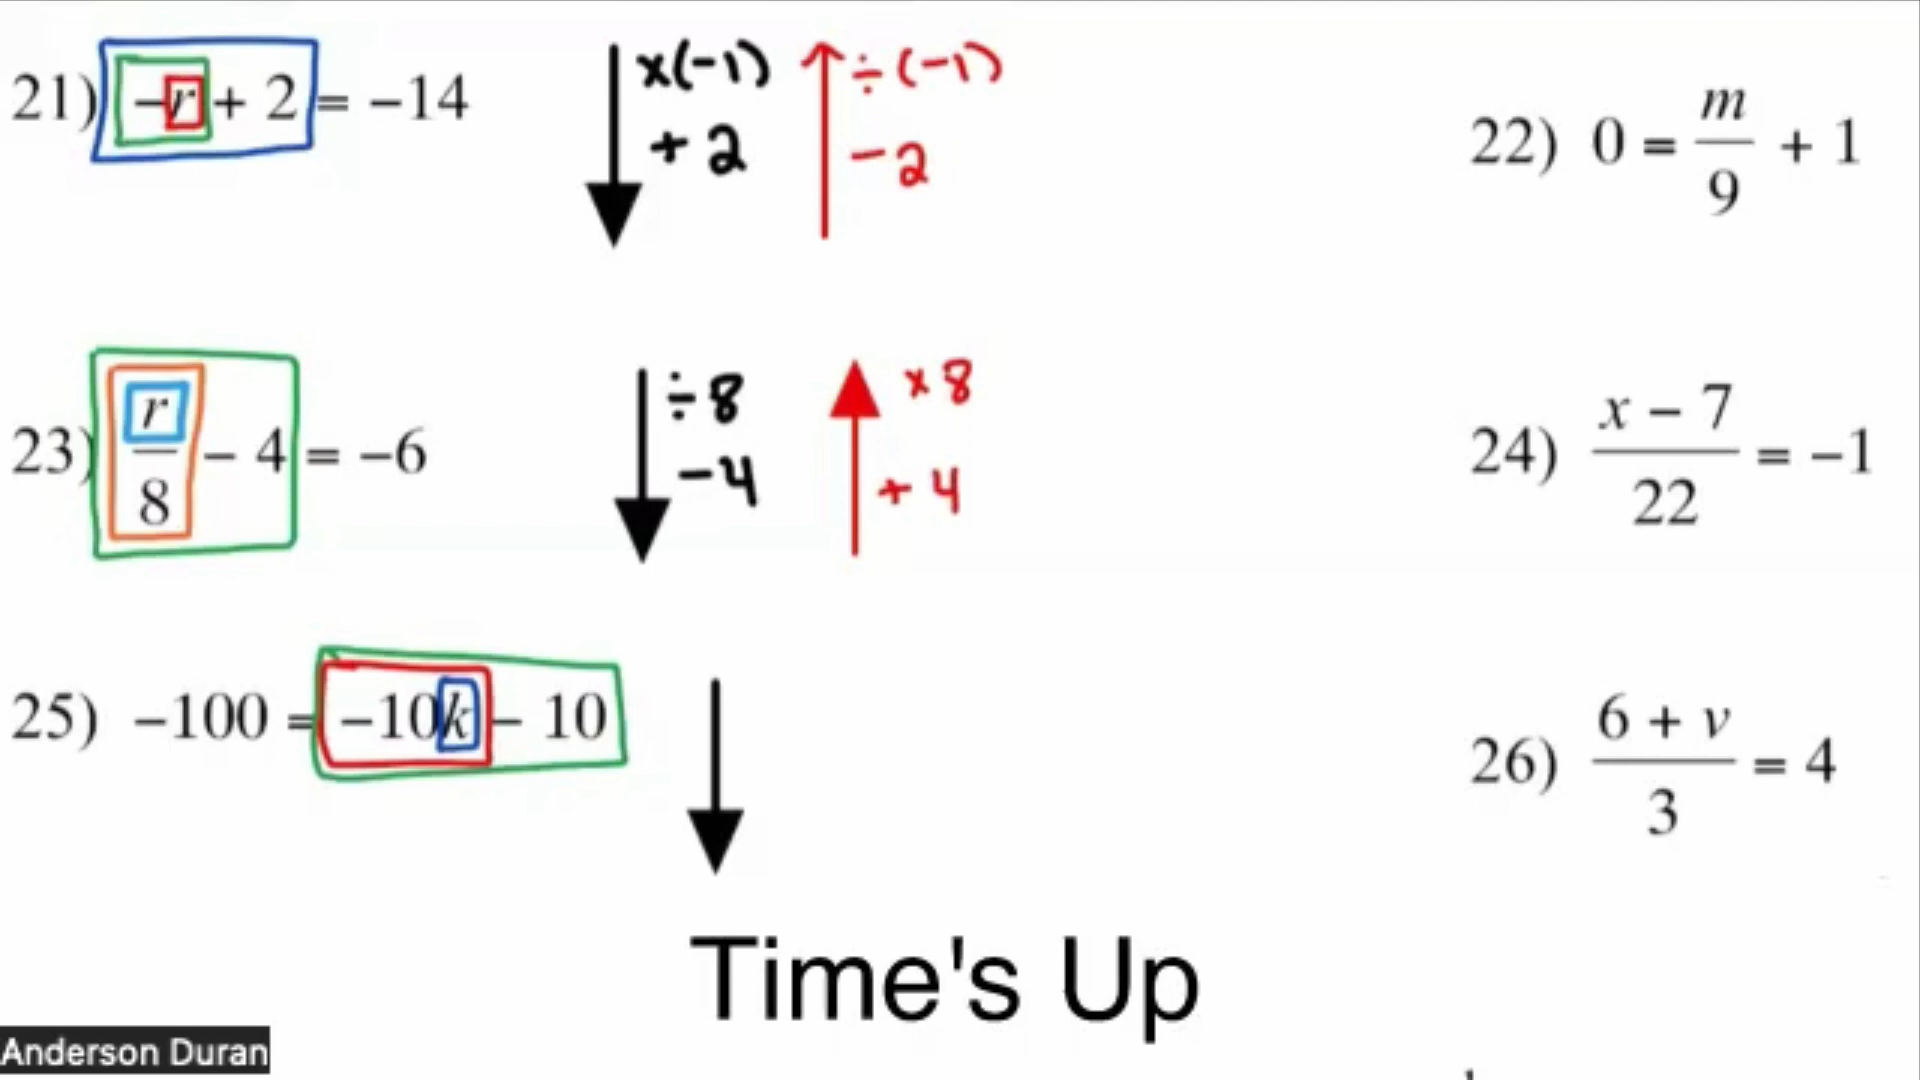 21) −r + 2 = −14
x(-1)
+ 2
÷(-1)
- 2
22) 0 = m/9 + 1
23) r/8 − 4 = −6
÷8
-4
x 8
+ 4
24) x − 7/22 = −1
25) −100 = −10k − 10
26) 6 + v/3 = 4
Time's Up
Anderson Duran